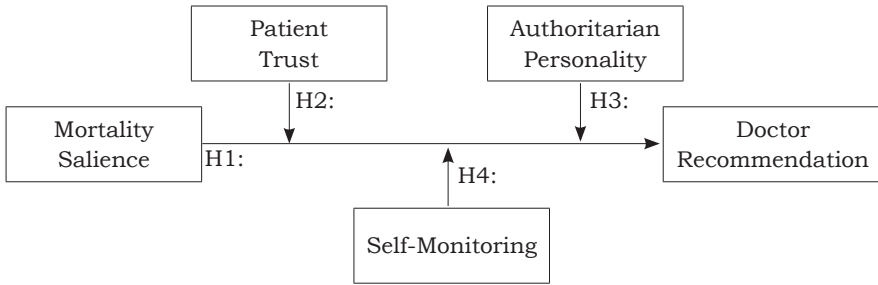 Patient
Trust
Authoritarian
Personality
H2:
H3:
Mortality
Salience
H1:
Doctor
Recommendation
H4:
Self-Monitoring